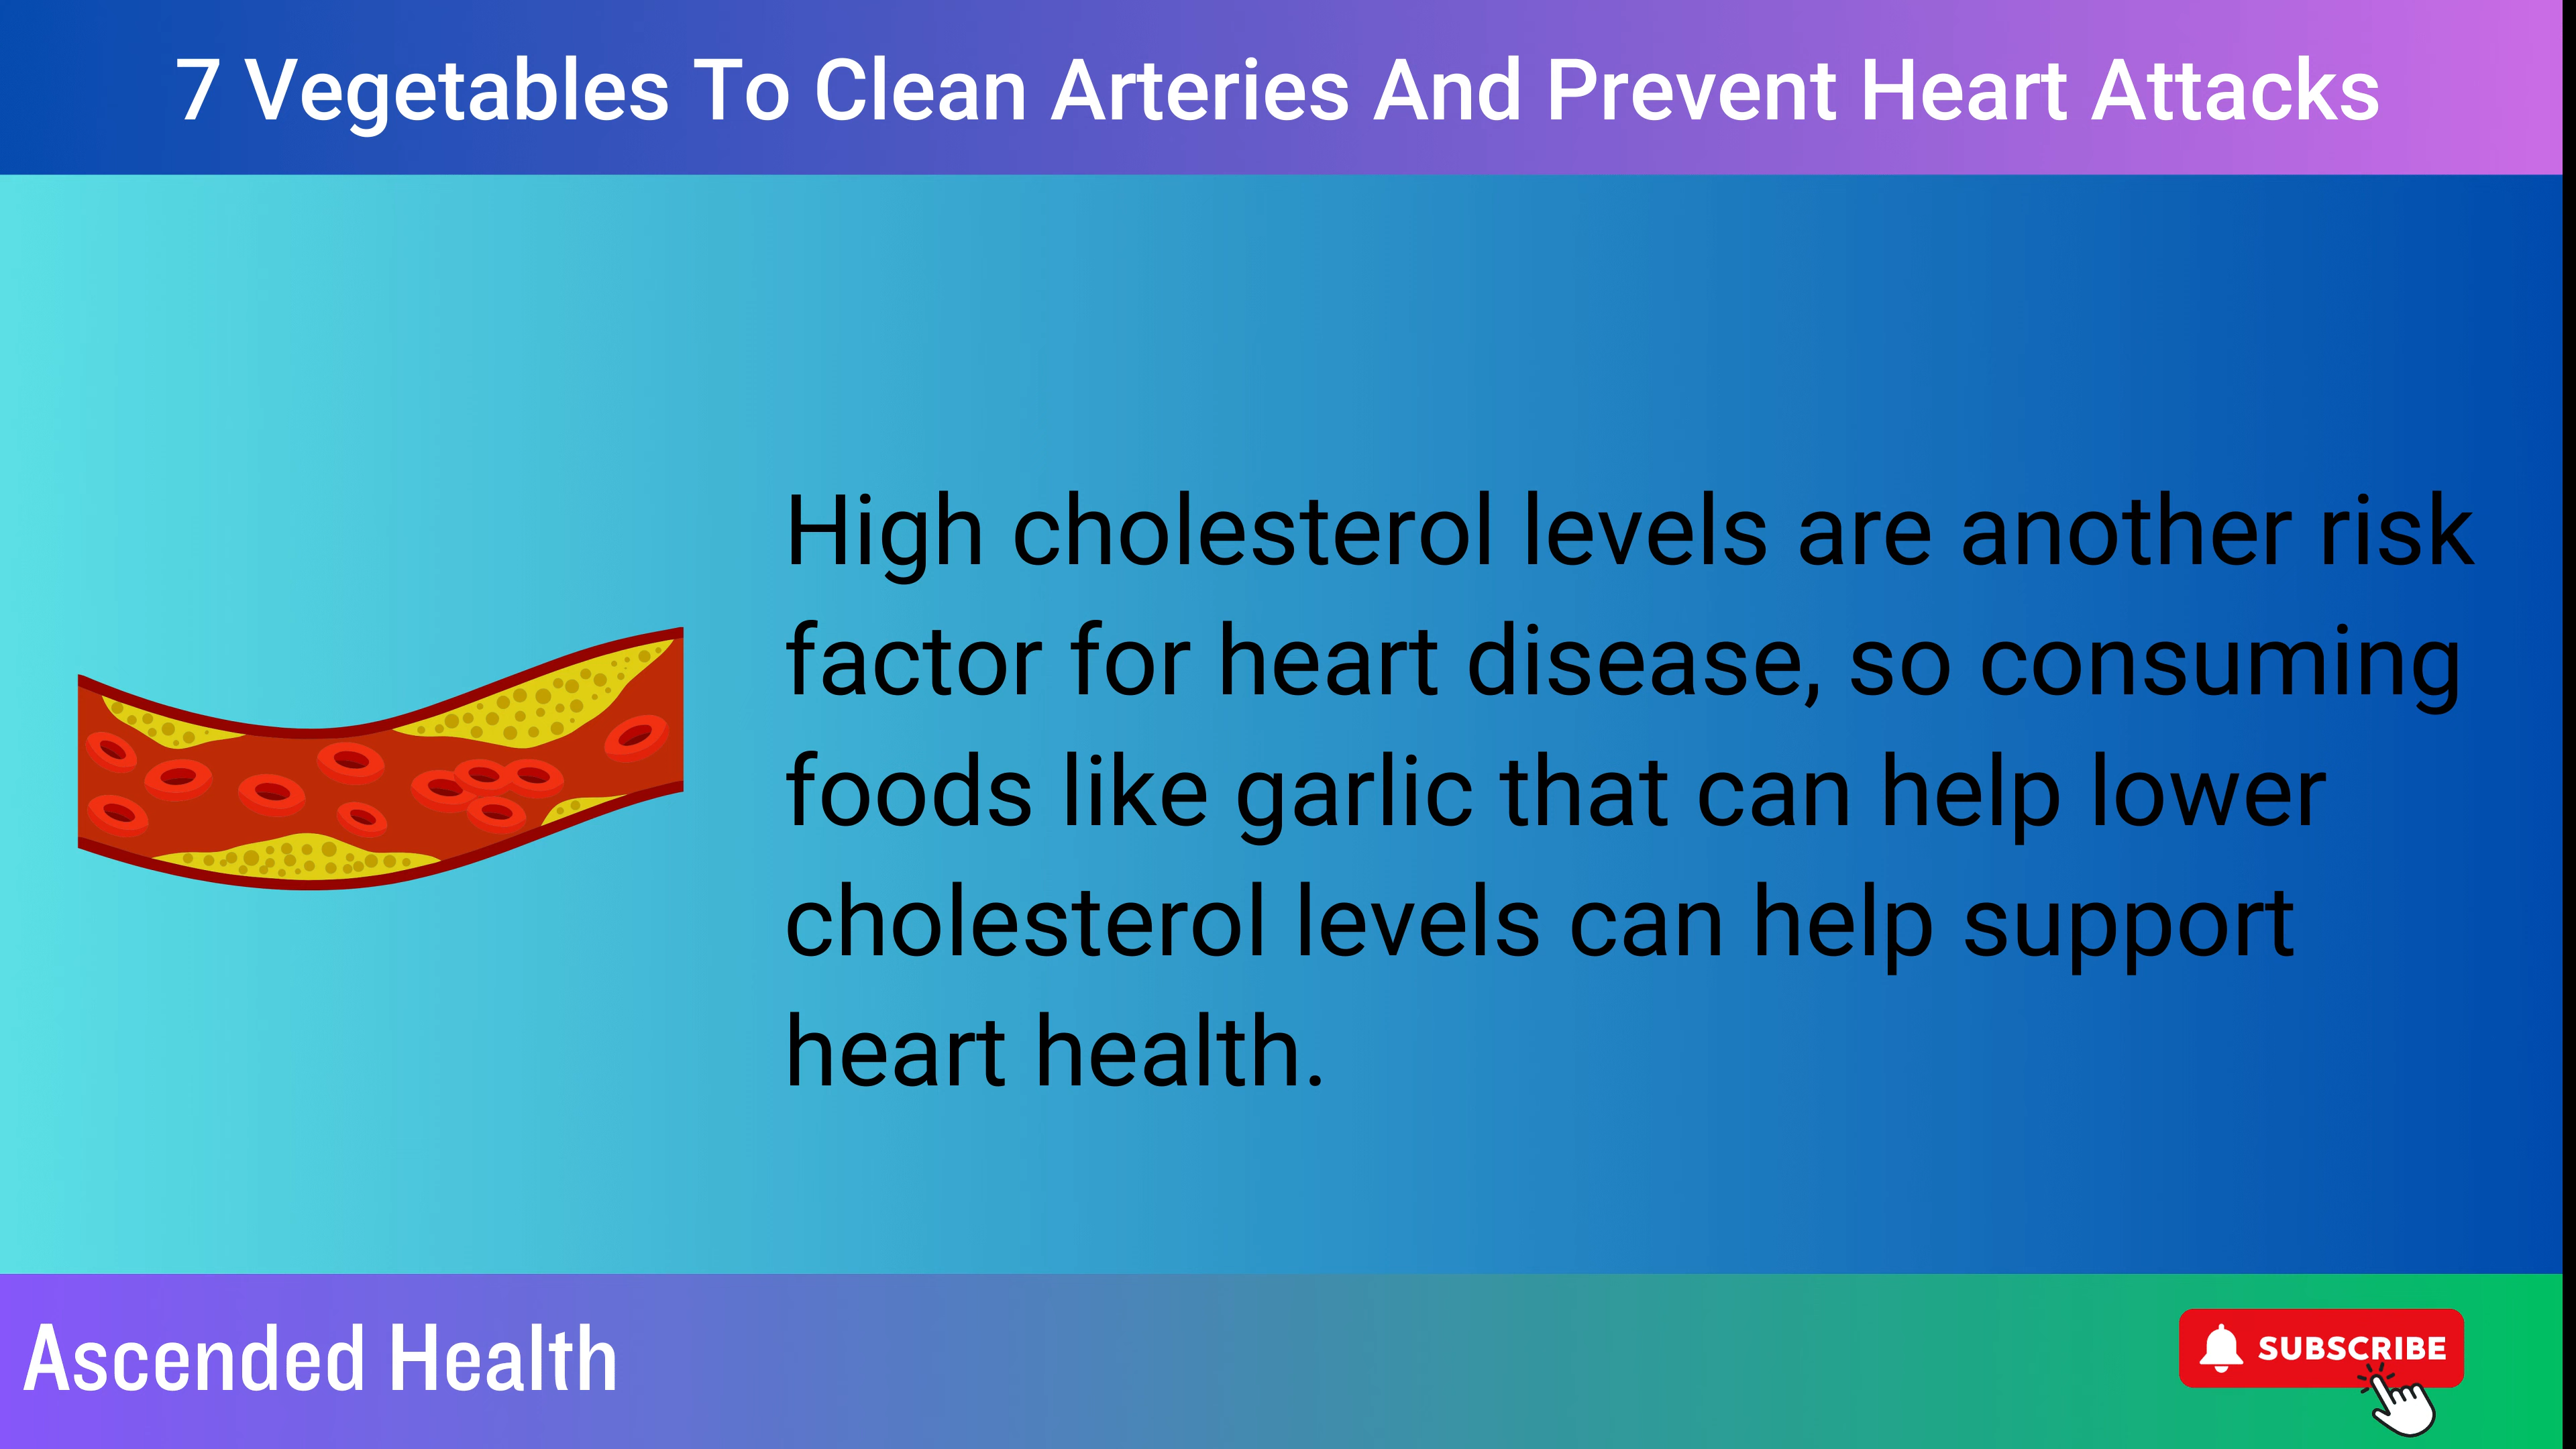 7 Vegetables To Clean Arteries And Prevent Heart Attacks
High cholesterol levels are another risk
factor for heart disease, so consuming
foods like garlic that can help lower
cholesterol levels can help support
heart health.
Ascended Health
SUBSCRIBE